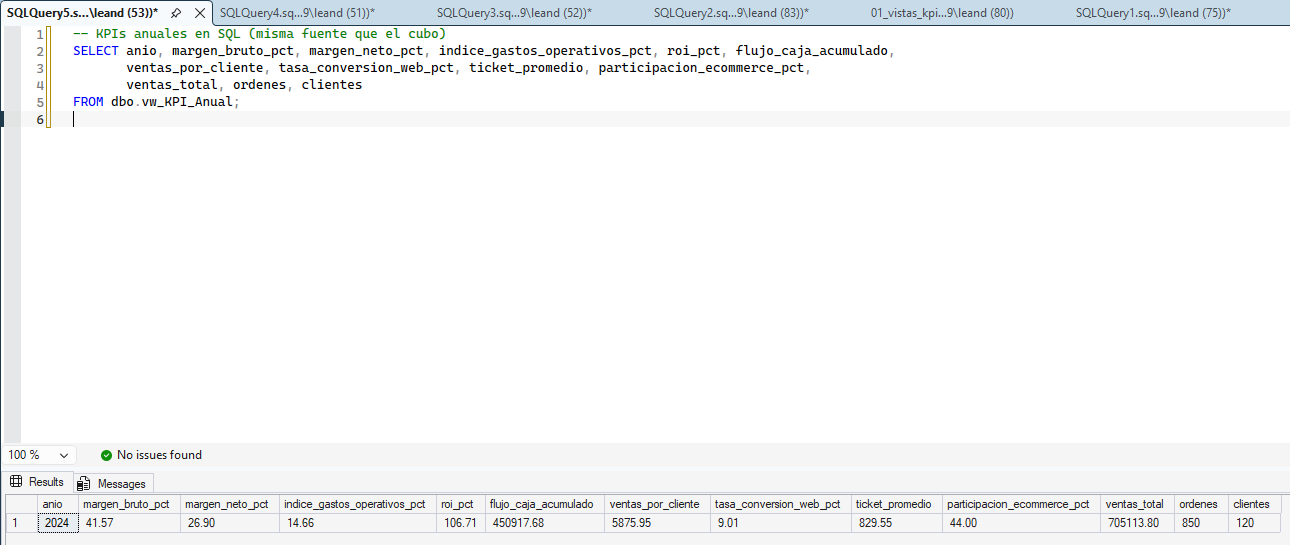 SQLQuery5.s...\leand (53))* SQLQuery4.sq...9\leand (51))* SQLQuery3.sq...9\leand (52))* SQLQuery2.sq...9\leand (83))* 01_vistas_kpi...9\leand (80)) SQLQuery1.sq...9\leand (75))*
1 -- KPIs anuales en SQL (misma fuente que el cubo)
2 SELECT anio, margen_bruto_pct, margen_neto_pct, indice_gastos_operativos_pct, roi_pct, flujo_caja_acumulado,
3 ventas_por_cliente, tasa_conversion_web_pct, ticket_promedio, participacion_ecommerce_pct,
4 ventas_total, ordenes, clientes
5 FROM dbo.vw_KPI_Anual;
6
100 % No issues found
Results Messages
anio margen_bruto_pct margen_neto_pct indice_gastos_operativos_pct roi_pct flujo_caja_acumulado ventas_por_cliente tasa_conversion_web_pct ticket_promedio participacion_ecommerce_pct ventas_total ordenes clientes
1 2024 41.57 26.90 14.66 106.71 450917.68 5875.95 9.01 829.55 44.00 705113.80 850 120